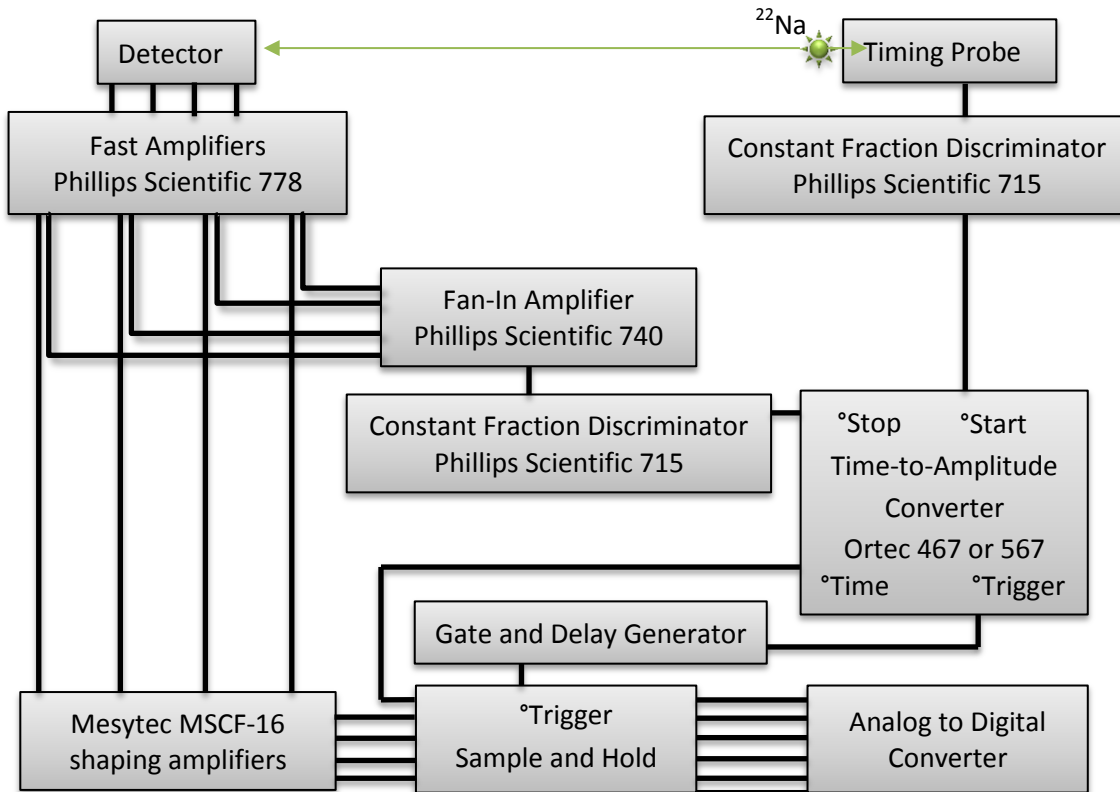 ²²Na
Detector
Timing Probe
Fast Amplifiers
Phillips Scientific 778
Constant Fraction Discriminator
Phillips Scientific 715
Fan-In Amplifier
Phillips Scientific 740
Constant Fraction Discriminator
Phillips Scientific 715
°Stop °Start
Time-to-Amplitude
Converter
Ortec 467 or 567
°Time °Trigger
Gate and Delay Generator
Mesytec MSCF-16
shaping amplifiers
°Trigger
Sample and Hold
Analog to Digital
Converter